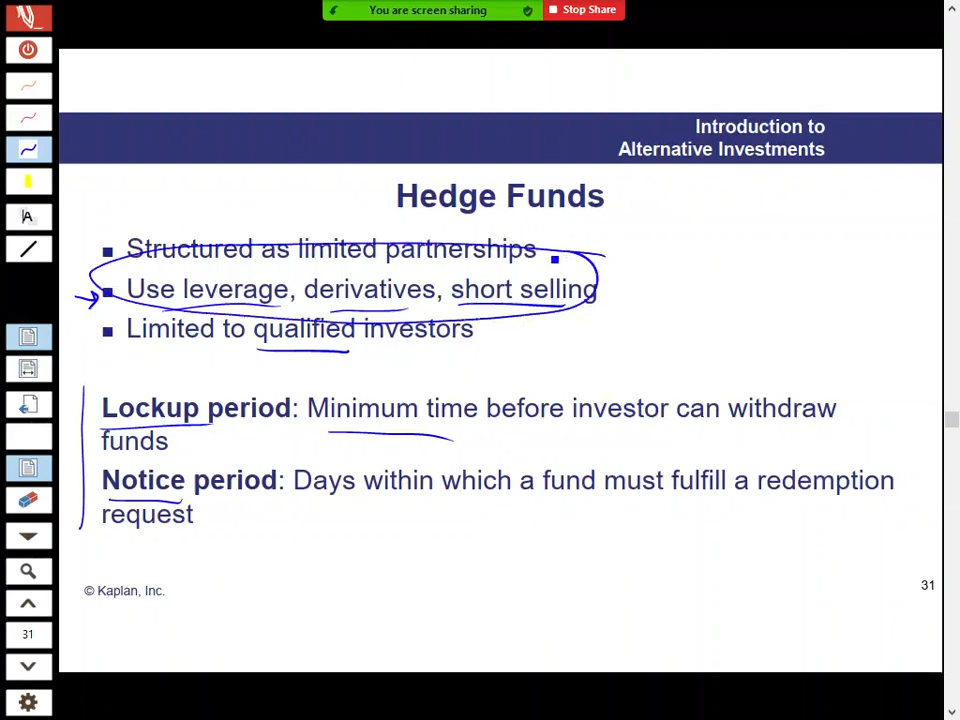 You are screen sharing
Stop Share
Introduction to
Alternative Investments
Hedge Funds
▪ Structured as limited partnerships
▪ Use leverage, derivatives, short selling
▪ Limited to qualified investors
Lockup period: Minimum time before investor can withdraw
funds
Notice period: Days within which a fund must fulfill a redemption
request
© Kaplan, Inc.
31
A
31